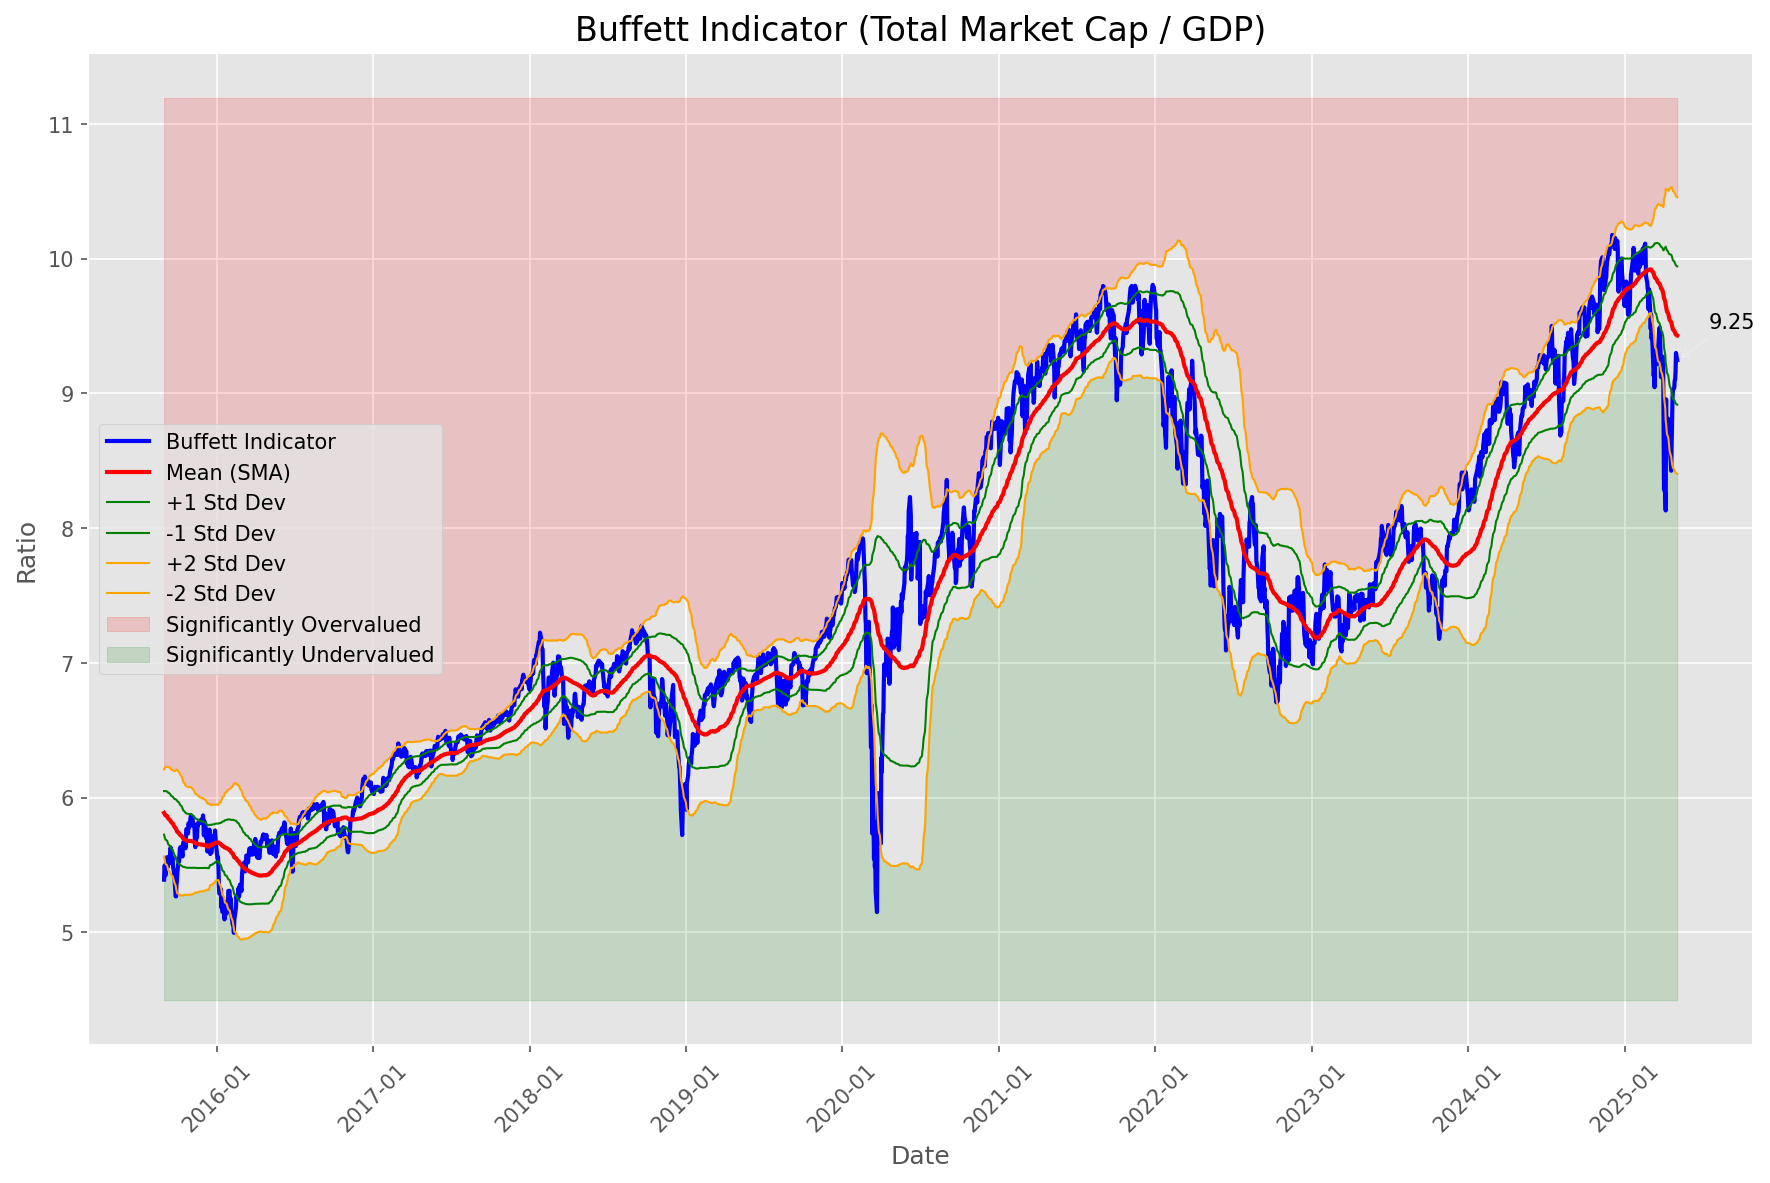 Buffett Indicator (Total Market Cap / GDP)
11
10
9
8
7
6
5
Ratio
9.25
Buffett Indicator
Mean (SMA)
+1 Std Dev
-1 Std Dev
+2 Std Dev
-2 Std Dev
Significantly Overvalued
Significantly Undervalued
2016-01
2017-01
2018-01
2019-01
2020-01
2021-01
2022-01
2023-01
2024-01
2025-01
Date